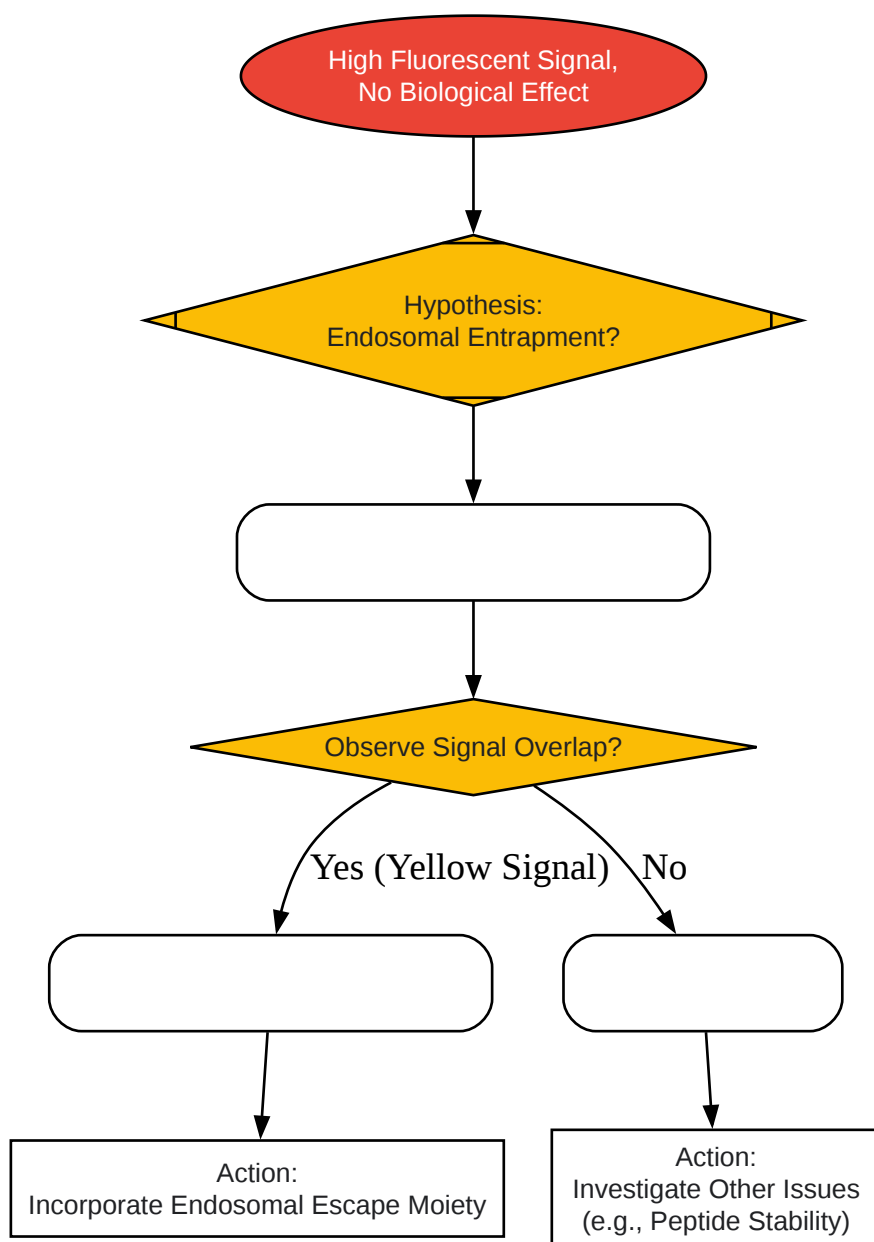 High Fluorescent Signal,
No Biological Effect
Hypothesis:
Endosomal Entrapment?
Observe Signal Overlap?
Yes (Yellow Signal)
No
Action:
Incorporate Endosomal Escape Moiety
Action:
Investigate Other Issues
(e.g., Peptide Stability)